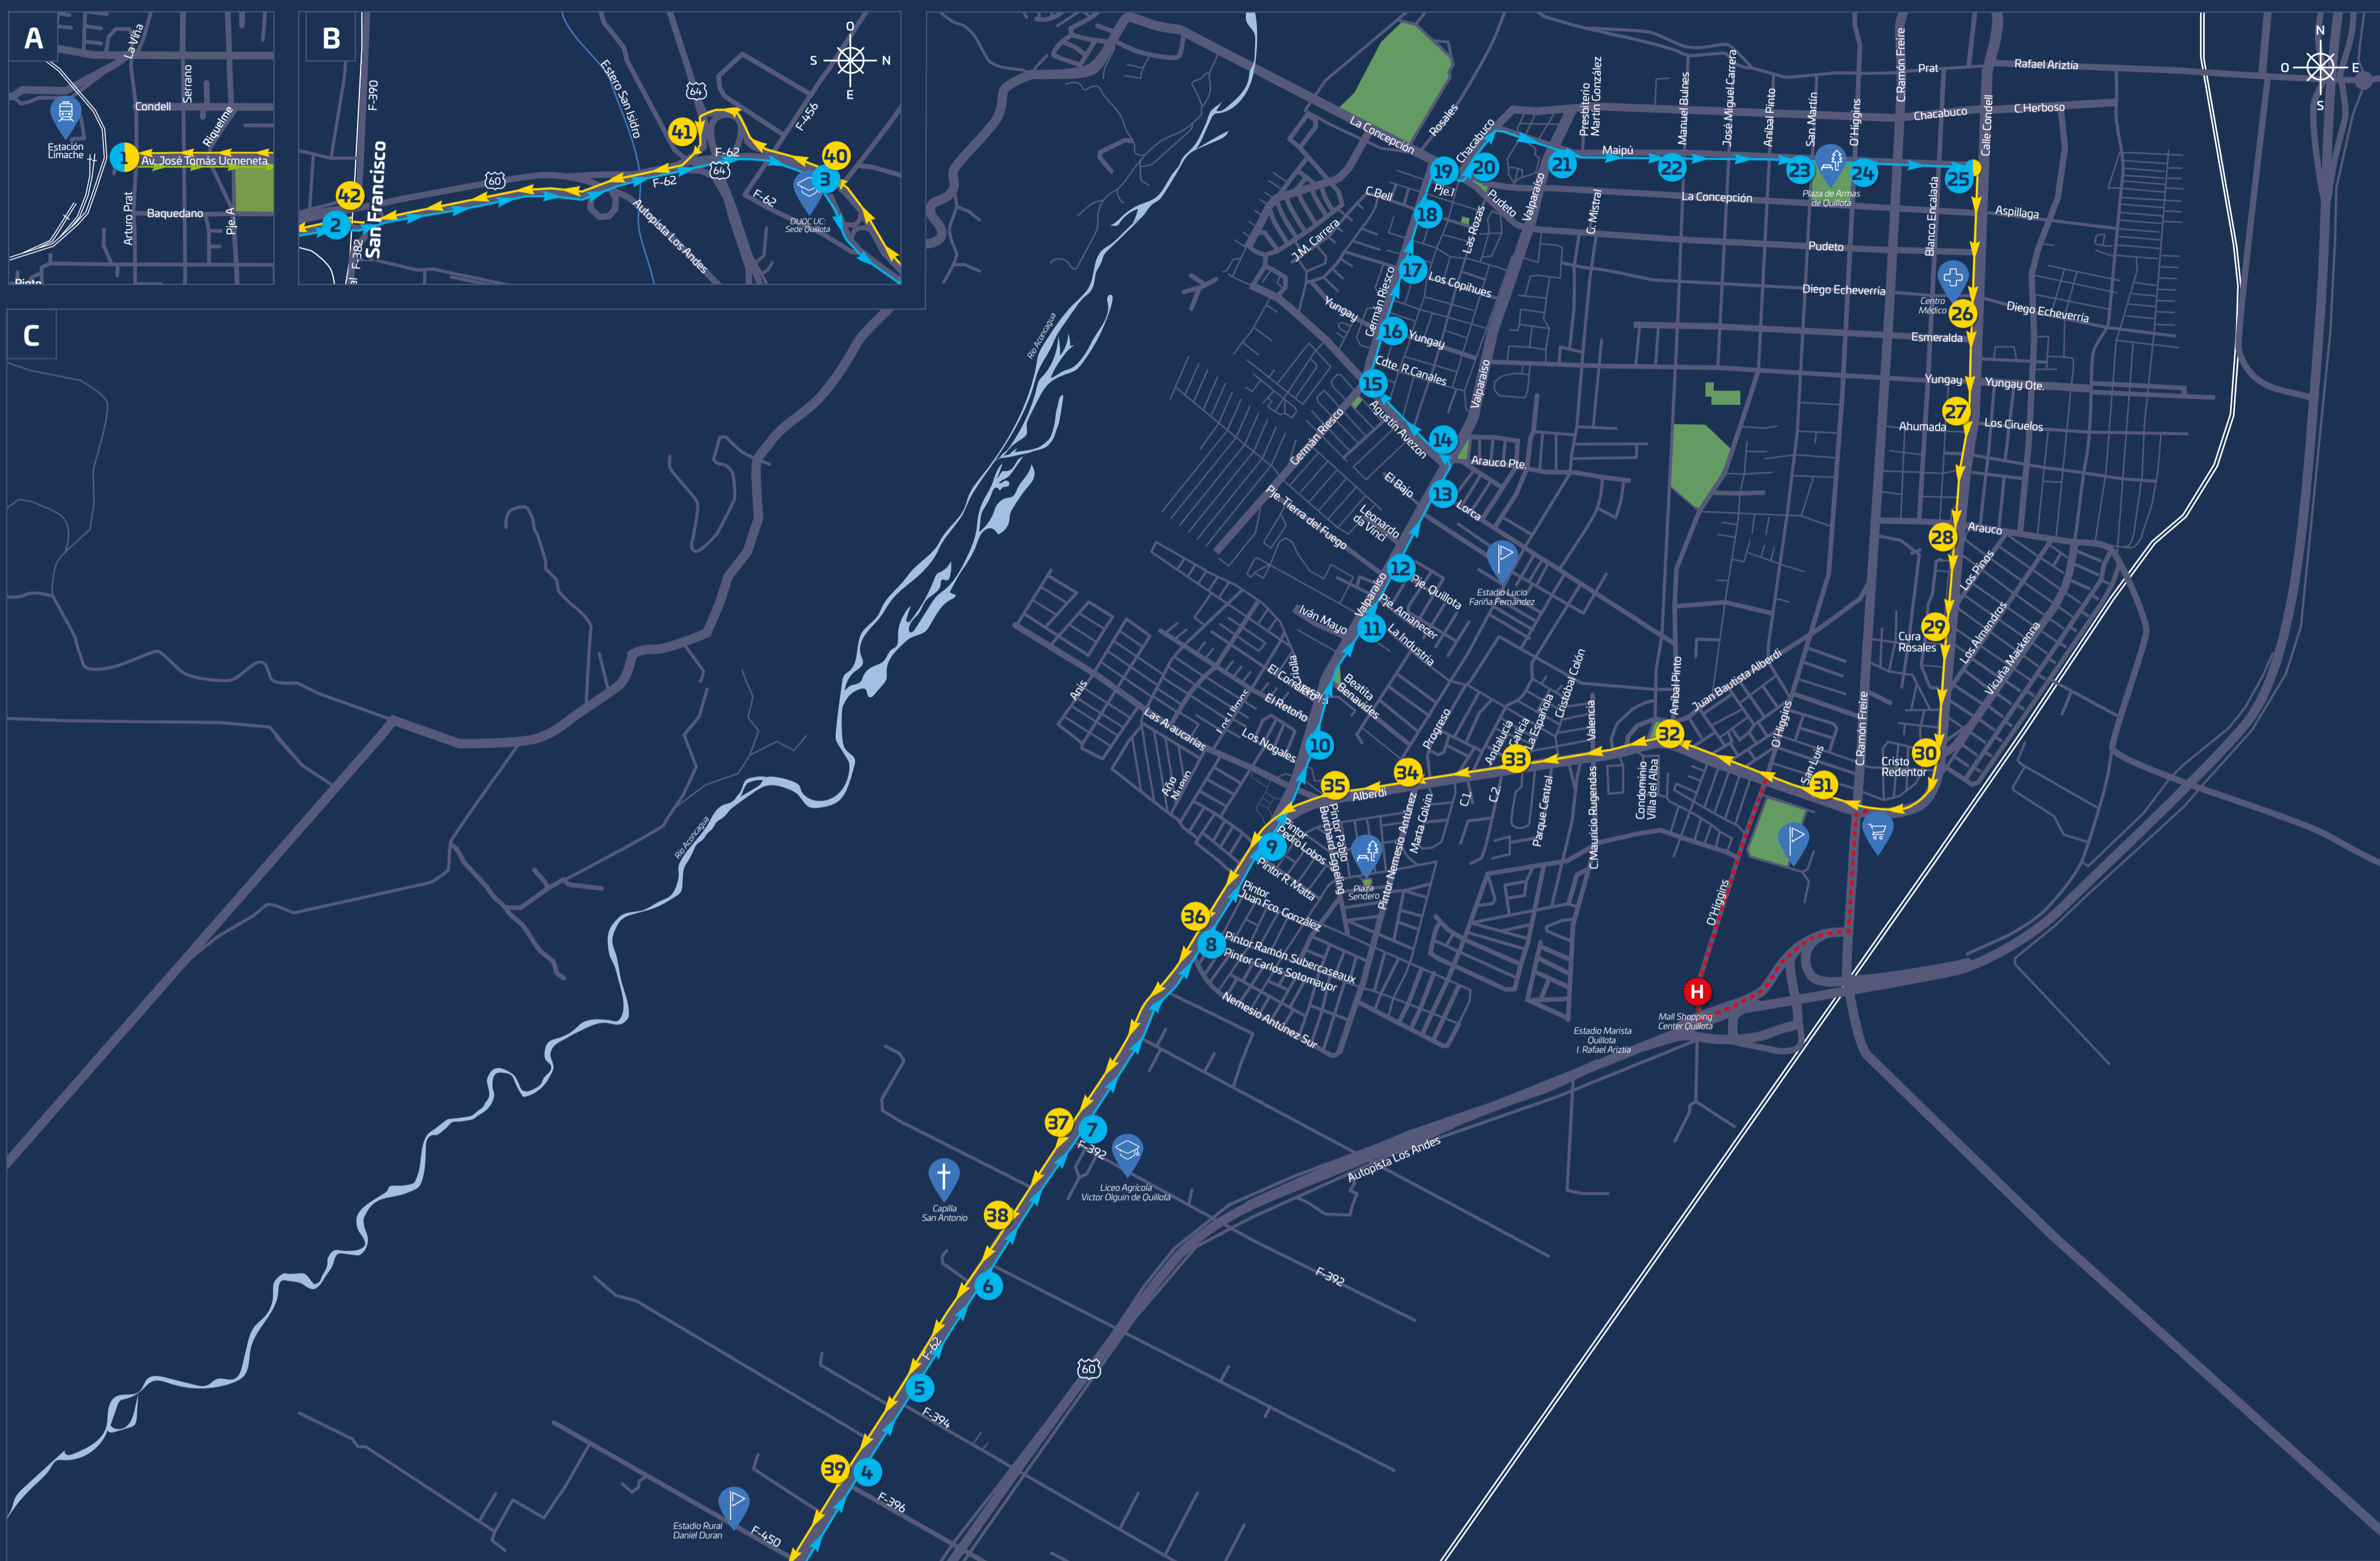 A
La Viña
Serrano
Condell
Riquelme
Estación
Limache
1
Av. José Tomás Urmeneta
Arturo Prat
Baquedano
Pje. A
B
F-390
Estero San Isidro
64
O
S
N
E
F-456
41
F-62
40
64
60
F-62
3
42
San Francisco
F-62
DUOC UC:
Sede Quillota
2
F-382
Autopista Los Andes
C
Río Aconcagua
Río Aconcagua
N
O
E
S
La Concepción
Rosales
Chacabuco
Presbiterio
Martín González
Manuel Bulnes
José Miguel Carrera
Aníbal Pinto
San Martín
O'Higgins
C.Ramón Freire
Prat
Rafael Ariztía
Chacabuco
C.Herboso
Calle Condell
19
20
21
Maipú
22
23
24
25
Pje.I
C.Bell
Pudeto
Valparaíso
La Concepción
Plaza de Armas
de Quillota
Blanco Encalada
Aspillaga
18
Las Rozas
G. Mistral
J.M. Carrera
Pudeto
17
Los Copihues
Germán Riesco
Diego Echeverría
Centro
Médico
26
Diego Echeverría
Yungay
16
Yungay
Esmeralda
Cdte. R.Canales
Valparaíso
15
Yungay
Yungay Ote.
Germán Riesco
Agustín Avezon
27
Ahumada
Los Ciruelos
14
Arauco Pte.
El Bajo
13
Lorca
Pje. Tierra del Fuego
Leonardo
da Vinci
28
Arauco
Los Pinos
12
Pje. Quillota
Estadio Lucio
Fariña Fernández
Valparaíso
Pje. Amanecer
Iván Mayo
11
La Industria
29
Cura
Rosales
Los Almendros
Vicuña Mackenna
Beatita
Benavides
El Retoño
Anis
Las Araucarias
Los Ulmos
Los Nogales
10
Año
Nuevo
Progreso
Andalucía
La Española
Cristóbal Colón
Valencia
Aníbal Pinto
Juan Bautista Alberdi
O'Higgins
San Luis
C.Ramón Freire
32
33
34
35
Alberdi
31
30
Cristo
Redentor
C1.
C2.
Parque Central
C.Mauricio Rugendas
Condominio
Villa del Alba
Pintor
Pedro Lobos
9
Pintor Pablo
Burchard Eggeling
Pintor R. Matta
Plaza
Sendero
Pintor Nemesio Antúnez
Marta Colvin
Pintor
Juan Fco. González
36
8
Pintor Ramón Subercaseaux
Pintor Carlos Sotomayor
Nemesio Antúnez Sur
O'Higgins
H
Mall Shopping
Center Quillota
Estadio Marista
Quillota
I. Rafael Ariztia
37
7
F-392
Liceo Agrícola
Víctor Olguin de Quillota
Autopista Los Andes
Capilla
San Antonio
38
6
F-392
F-62
60
5
F-394
39
4
F-396
Estadio Rural
Daniel Duran
F-450